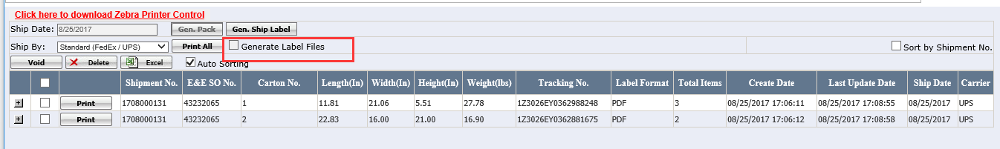 Click here to download Zebra Printer Control
Ship Date: 8/25/2017 Gen. Pack Gen. Ship Label
Ship By: Standard (FedEx / UPS) Print All Generate Label Files Sort by Shipment No.
Void Delete Excel Auto Sorting
Shipment No. E&E SO No. Carton No. Length(In) Width(In) Height(In) Weight(lbs) Tracking No. Label Format Total Items Create Date Last Update Date Ship Date Carrier
Print 1708000131 43232065 1 11.81 21.06 5.51 27.78 1Z3026EY0362988248 PDF 3 08/25/2017 17:06:11 08/25/2017 17:08:55 08/25/2017 UPS
Print 1708000131 43232065 2 22.83 16.00 21.00 16.90 1Z3026EY0362881675 PDF 2 08/25/2017 17:06:12 08/25/2017 17:08:58 08/25/2017 UPS